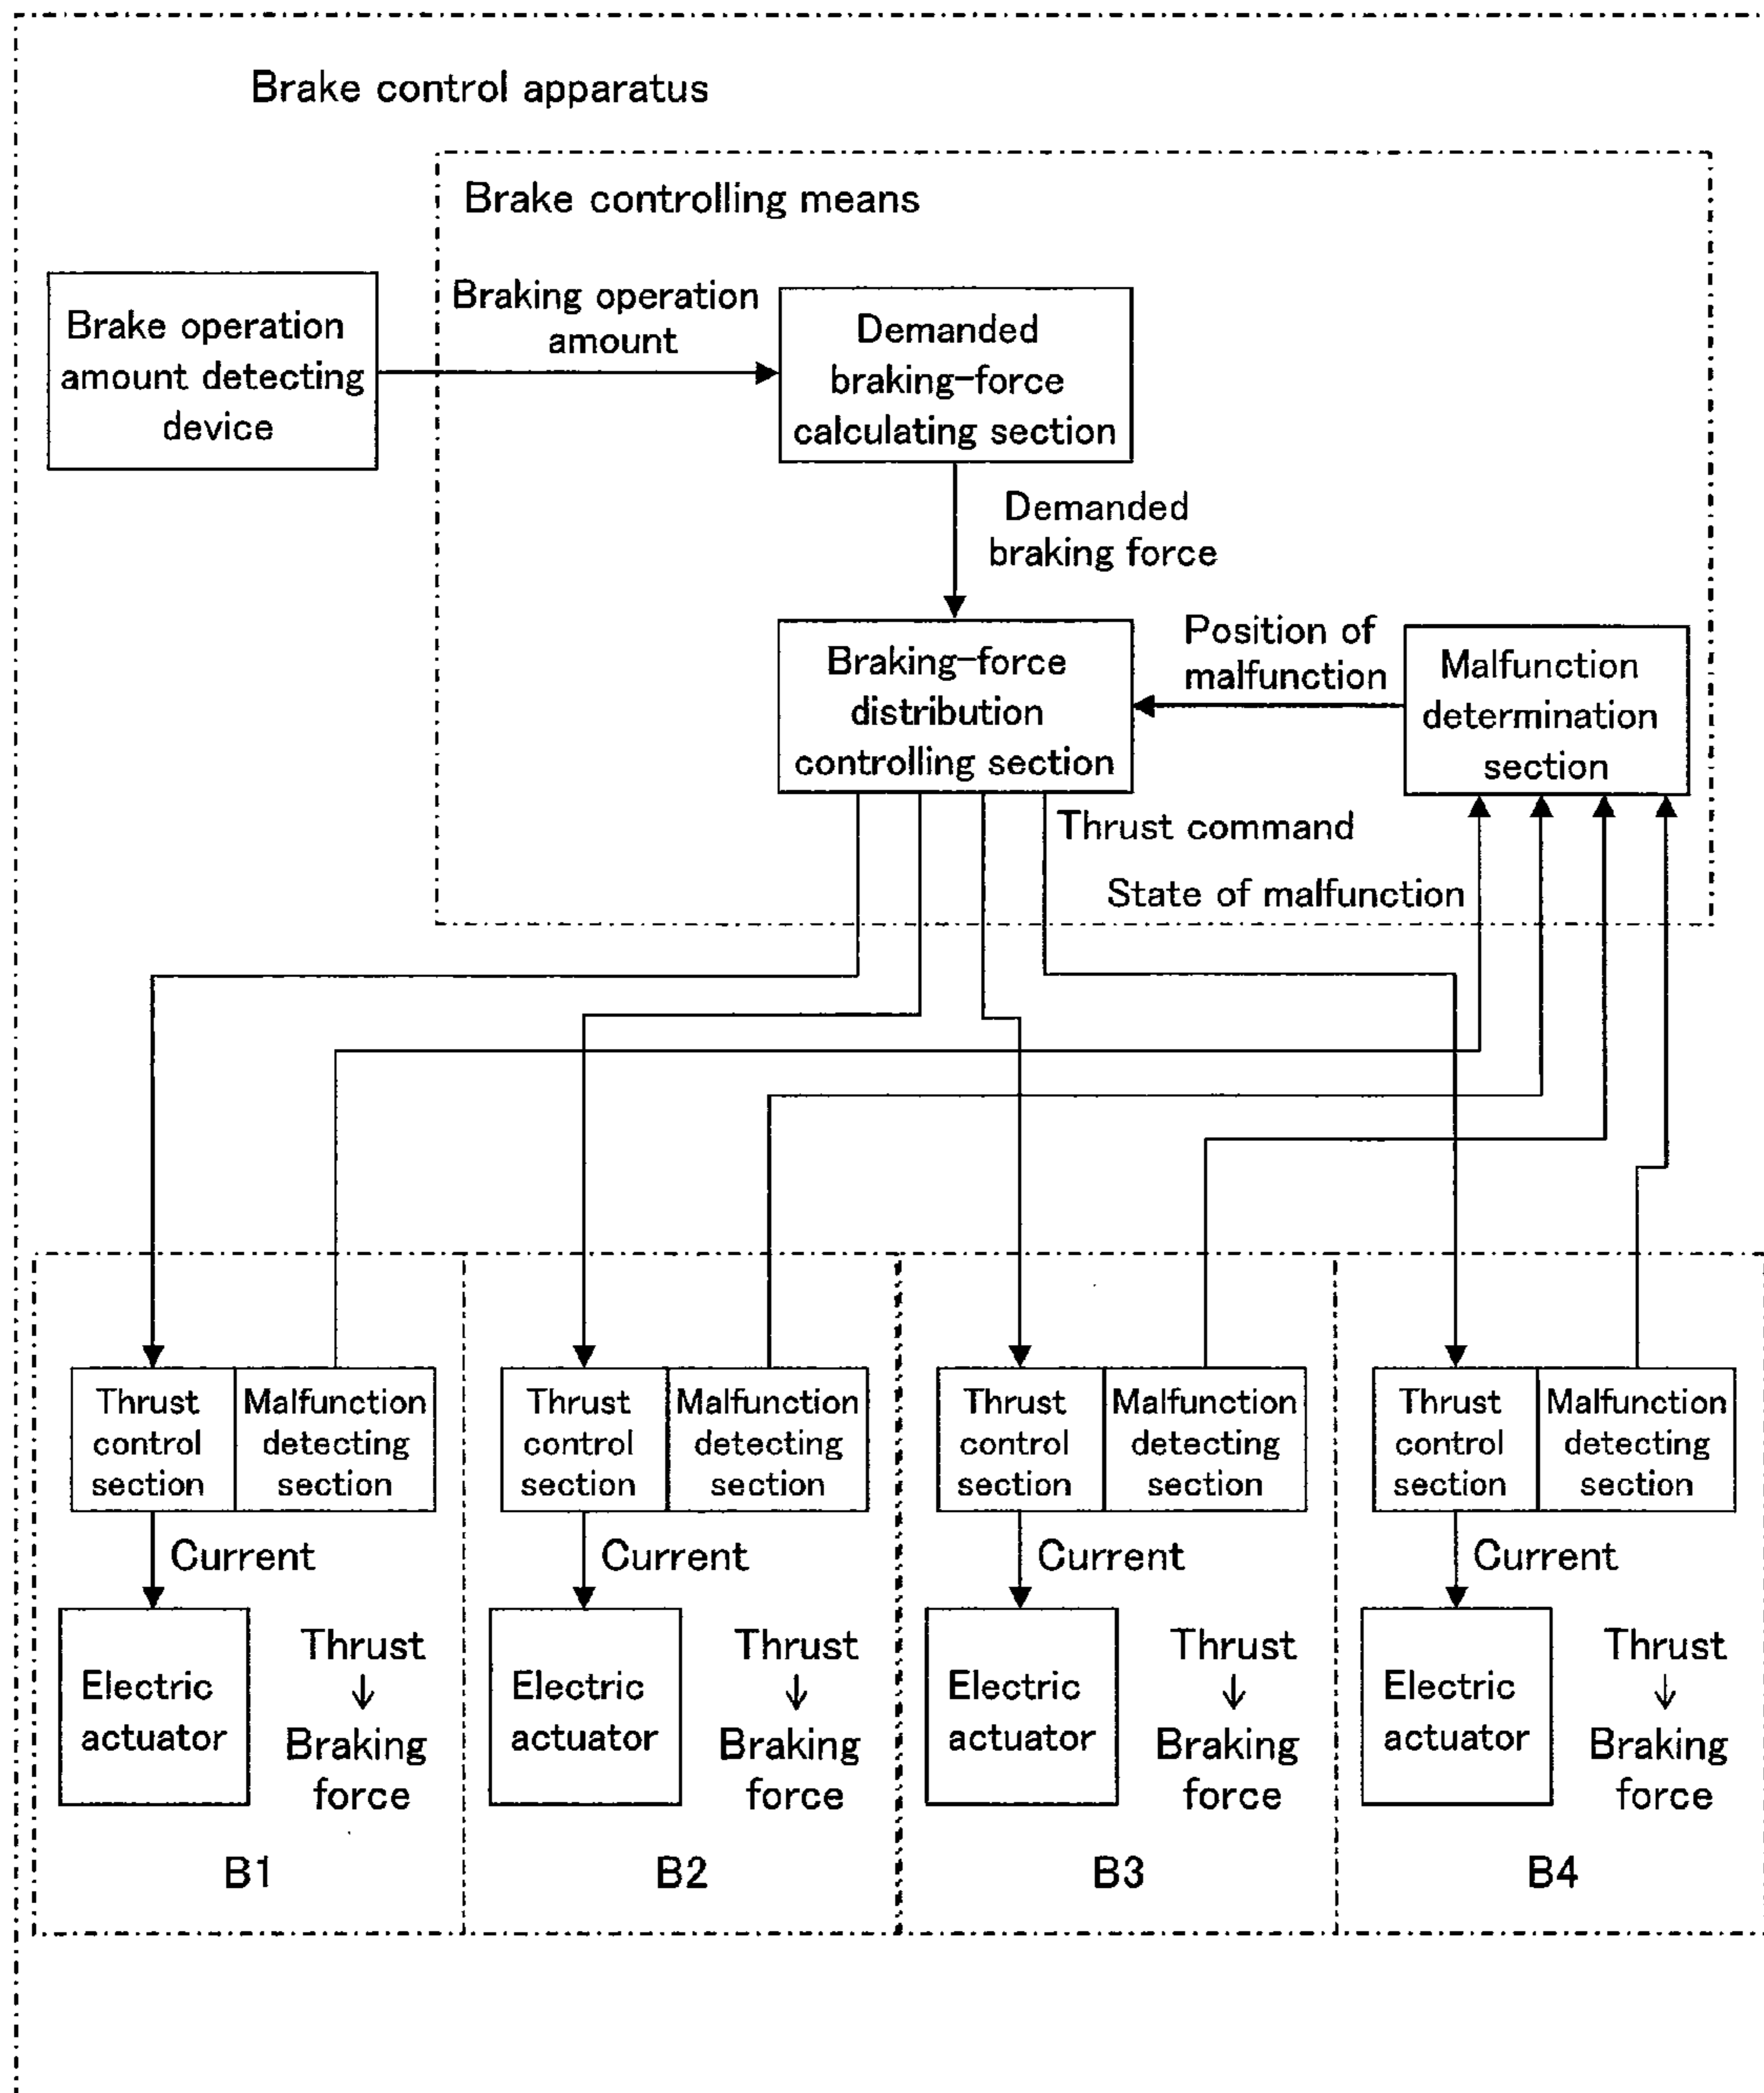 Brake control apparatus
Brake controlling means
Brake operation
amount detecting
device
Braking operation
amount
Demanded
braking-force
calculating section
Demanded
braking force
Braking-force
distribution
controlling section
Position of
malfunction
Malfunction
determination
section
Thrust command
State of malfunction
Thrust
control
section
Malfunction
detecting
section
Current
Electric
actuator
Thrust
↓
Braking
force
B1
Thrust
control
section
Malfunction
detecting
section
Current
Electric
actuator
Thrust
↓
Braking
force
B2
Thrust
control
section
Malfunction
detecting
section
Current
Electric
actuator
Thrust
↓
Braking
force
B3
Thrust
control
section
Malfunction
detecting
section
Current
Electric
actuator
Thrust
↓
Braking
force
B4